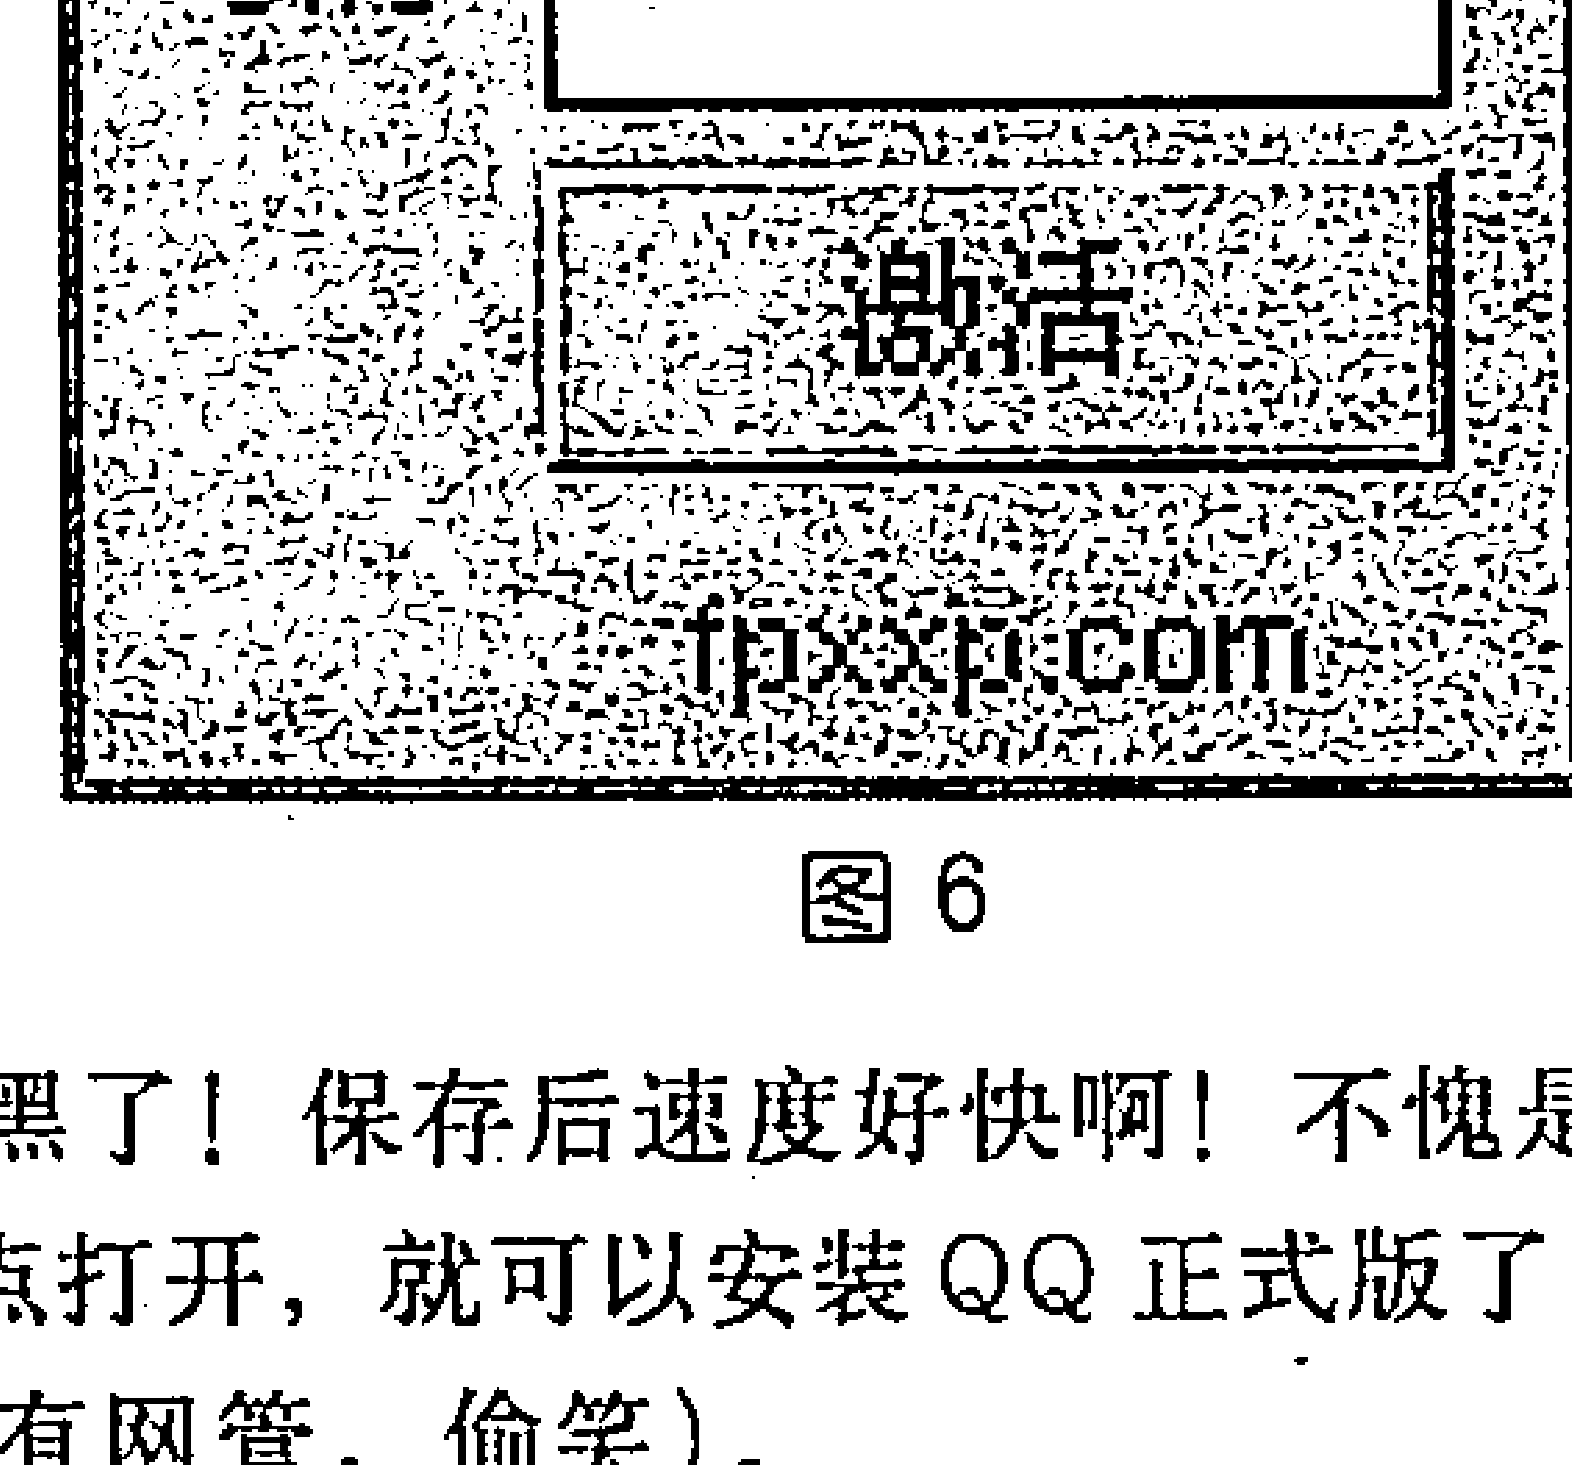 激活
fpxxp.com
图 6
黑了！ 保存后速度好快啊！ 不愧是
点打开，就可以安装 QQ 正式版了
有网管，偷笑）．